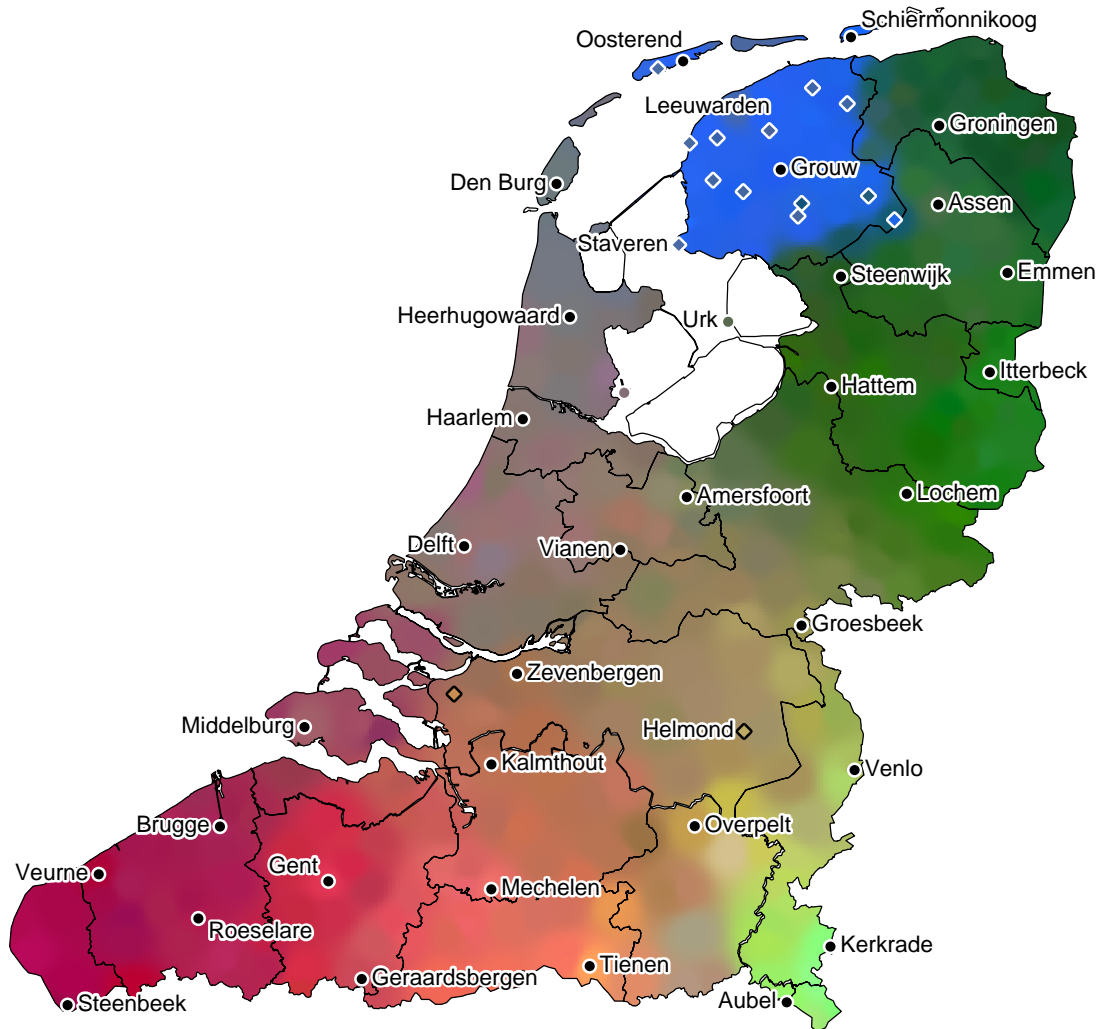 Schiermonnikoog
Oosterend
Leeuwarden
Groningen
Grouw
Den Burg
Assen
Staveren
Steenwijk
Emmen
Heerhugowaard
Urk
Itterbeck
Hattem
Haarlem
Amersfoort
Lochem
Delft
Vianen
Groesbeek
Zevenbergen
Middelburg
Helmond
Kalmthout
Venlo
Brugge
Overpelt
Veurne
Gent
Mechelen
Roeselare
Kerkrade
Tienen
Geraardsbergen
Steenbeek
Aubel